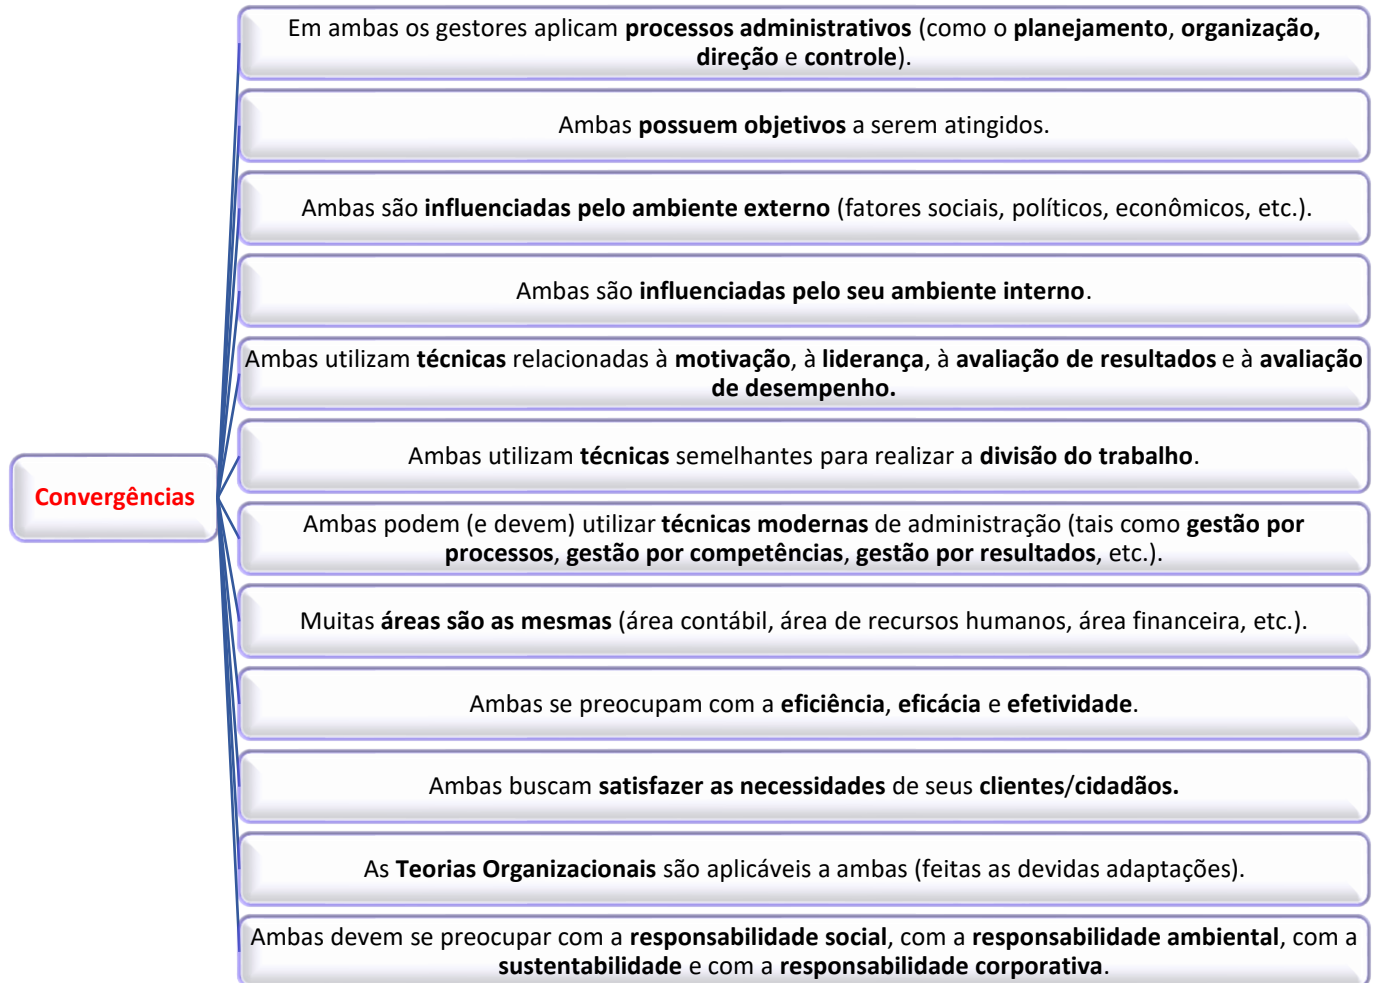 Em ambas os gestores aplicam processos administrativos (como o planejamento, organização,
direção e controle).
Ambas possuem objetivos a serem atingidos.
Ambas são influenciadas pelo ambiente externo (fatores sociais, políticos, econômicos, etc.).
Ambas são influenciadas pelo seu ambiente interno.
Ambas utilizam técnicas relacionadas à motivação, à liderança, à avaliação de resultados e à avaliação
de desempenho.
Ambas utilizam técnicas semelhantes para realizar a divisão do trabalho.
Convergências
Ambas podem (e devem) utilizar técnicas modernas de administração (tais como gestão por
processos, gestão por competências, gestão por resultados, etc.).
Muitas áreas são as mesmas (área contábil, área de recursos humanos, área financeira, etc.).
Ambas se preocupam com a eficiência, eficácia e efetividade.
Ambas buscam satisfazer as necessidades de seus clientes/cidadãos.
As Teorias Organizacionais são aplicáveis a ambas (feitas as devidas adaptações).
Ambas devem se preocupar com a responsabilidade social, com a responsabilidade ambiental, com a
sustentabilidade e com a responsabilidade corporativa.